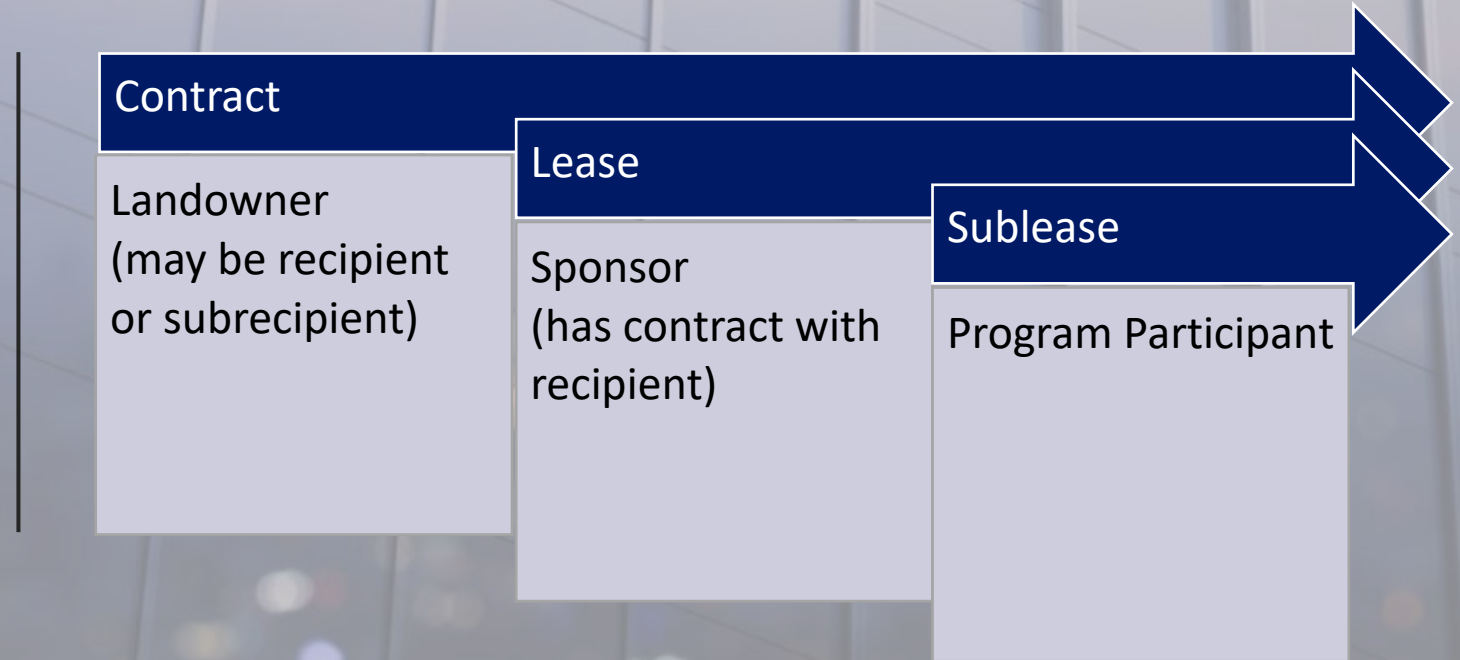 Contract
Landowner
(may be recipient
or subrecipient)
Lease
Sponsor
(has contract with
recipient)
Sublease
Program Participant